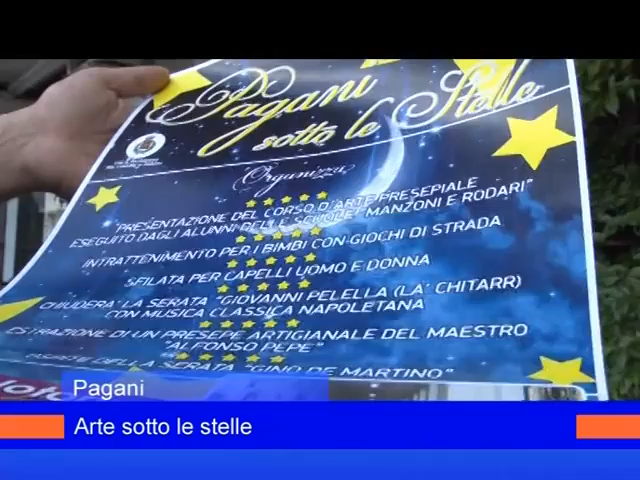 Pagani
sotto le Stelle
Organizza
"PRESENTAZIONE DEL CORSO D'ARTE PRESEPIALE
ESEGUITO DAGLI ALUNNI DELLE SCUOLE MANZONI E RODARI"
INTRATTENIMENTO PER I BIMBI CON GIOCHI DI STRADA
SFILATA PER CAPELLI UOMO E DONNA
CHIUDERA' LA SERATA "GIOVANNI PELELLA (LA' CHITARR)
CON MUSICA CLASSICA NAPOLETANA
ESTRAZIONE DI UN PRESEPE ARTIGIANALE DEL MAESTRO
"ALFONSO PEPE"
DELLA SERATA "GINO DE MARTINO"
Pagani
Arte sotto le stelle